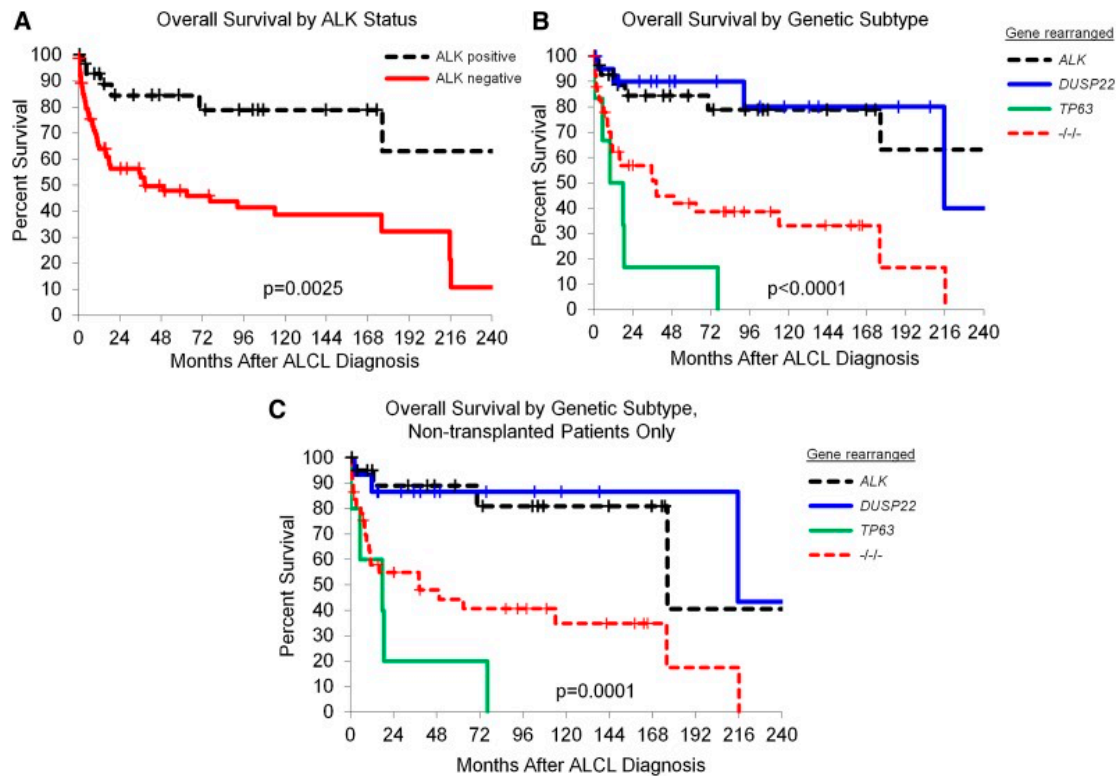 A
Overall Survival by ALK Status
100
90
80
70
60
50
40
30
20
10
0
Percent Survival
ALK positive
ALK negative
p=0.0025
0 24 48 72 96 120 144 168 192 216 240
Months After ALCL Diagnosis
B
Overall Survival by Genetic Subtype
100
90
80
70
60
50
40
30
20
10
0
Percent Survival
p<0.0001
0 24 48 72 96 120 144 168 192 216 240
Months After ALCL Diagnosis
Gene rearranged
ALK
DUSP22
TP63
-/-/-
C
Overall Survival by Genetic Subtype,
Non-transplanted Patients Only
100
90
80
70
60
50
40
30
20
10
0
Percent Survival
p=0.0001
0 24 48 72 96 120 144 168 192 216 240
Months After ALCL Diagnosis
Gene rearranged
ALK
DUSP22
TP63
-/-/-